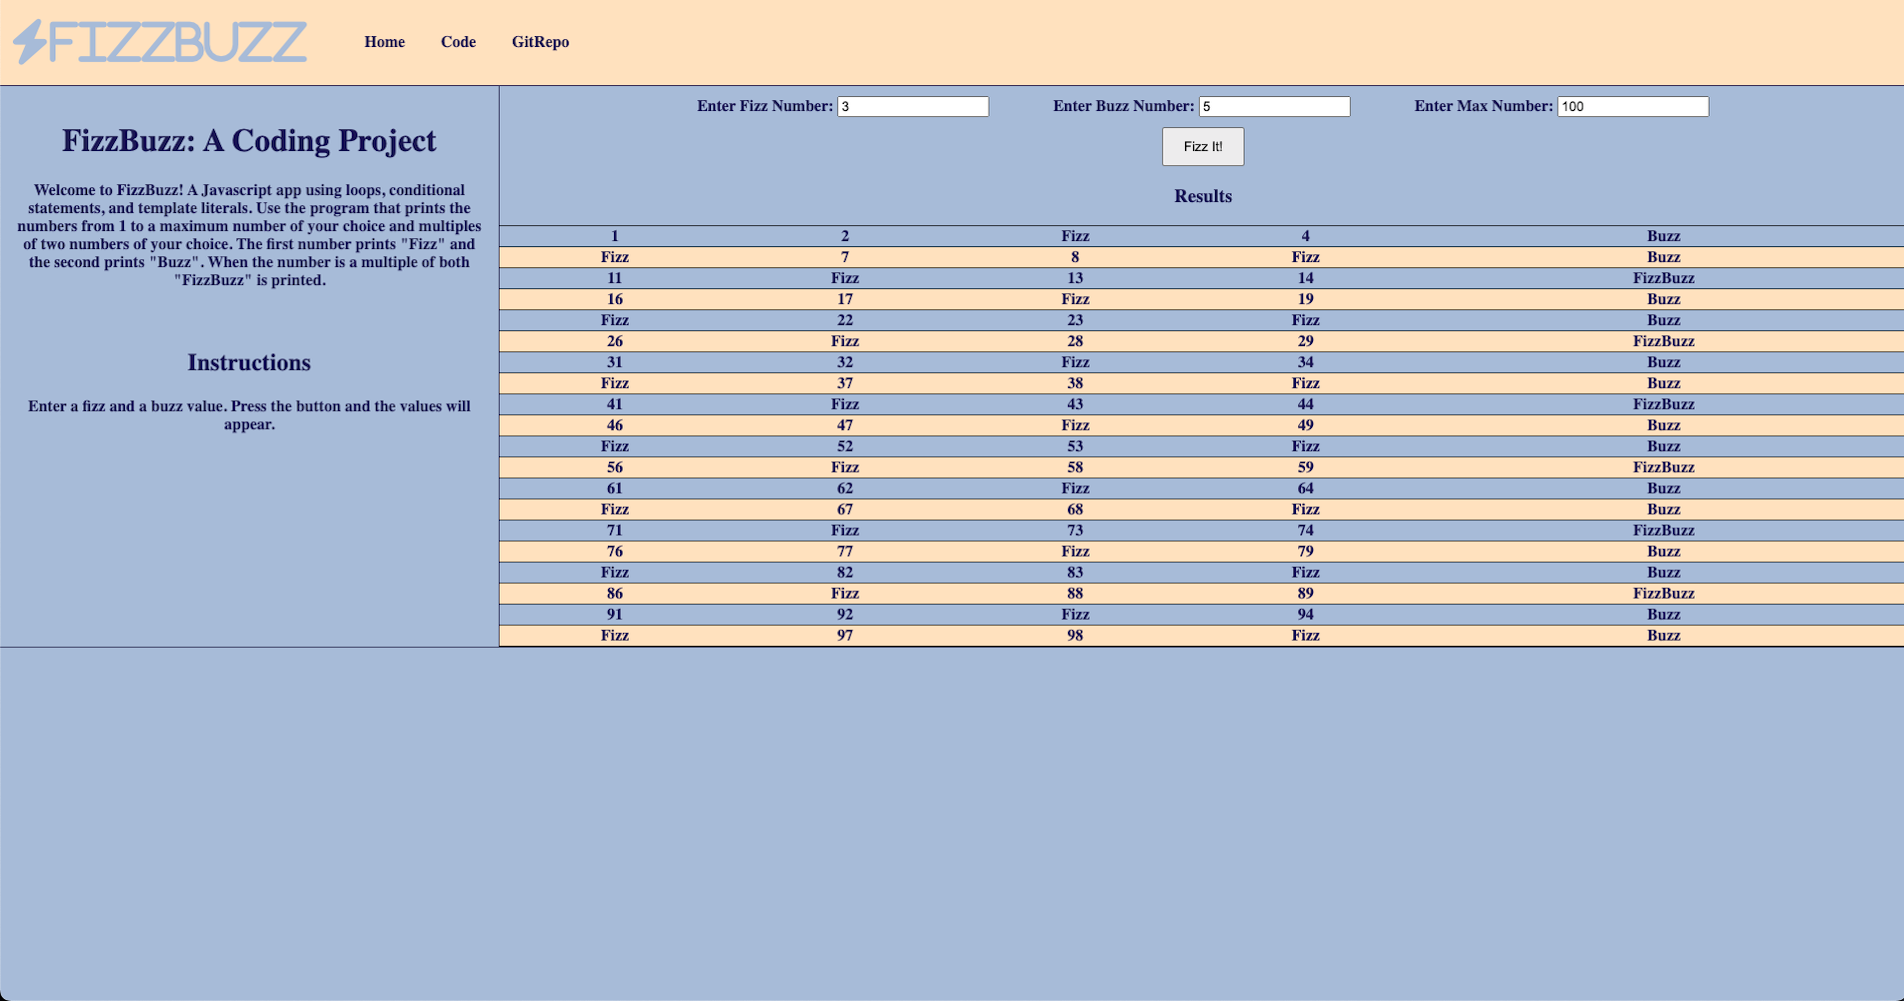 FIZZBUZZ Home Code GitRepo
FizzBuzz: A Coding Project
Welcome to FizzBuzz! A Javascript app using loops, conditional
statements, and template literals. Use the program that prints the
numbers from 1 to a maximum number of your choice and multiples
of two numbers of your choice. The first number prints "Fizz" and
the second prints "Buzz". When the number is a multiple of both
"FizzBuzz" is printed.
Instructions
Enter a fizz and a buzz value. Press the button and the values will
appear.
Enter Fizz Number: 3 Enter Buzz Number: 5 Enter Max Number: 100
Fizz It!
Results
1 2 Fizz 4 Buzz
Fizz 7 8 Fizz Buzz
11 Fizz 13 14 FizzBuzz
16 17 Fizz 19 Buzz
Fizz 22 23 Fizz Buzz
26 Fizz 28 29 FizzBuzz
31 32 Fizz 34 Buzz
Fizz 37 38 Fizz Buzz
41 Fizz 43 44 FizzBuzz
46 47 Fizz 49 Buzz
Fizz 52 53 Fizz Buzz
56 Fizz 58 59 FizzBuzz
61 62 Fizz 64 Buzz
Fizz 67 68 Fizz Buzz
71 Fizz 73 74 FizzBuzz
76 77 Fizz 79 Buzz
Fizz 82 83 Fizz Buzz
86 Fizz 88 89 FizzBuzz
91 92 Fizz 94 Buzz
Fizz 97 98 Fizz Buzz